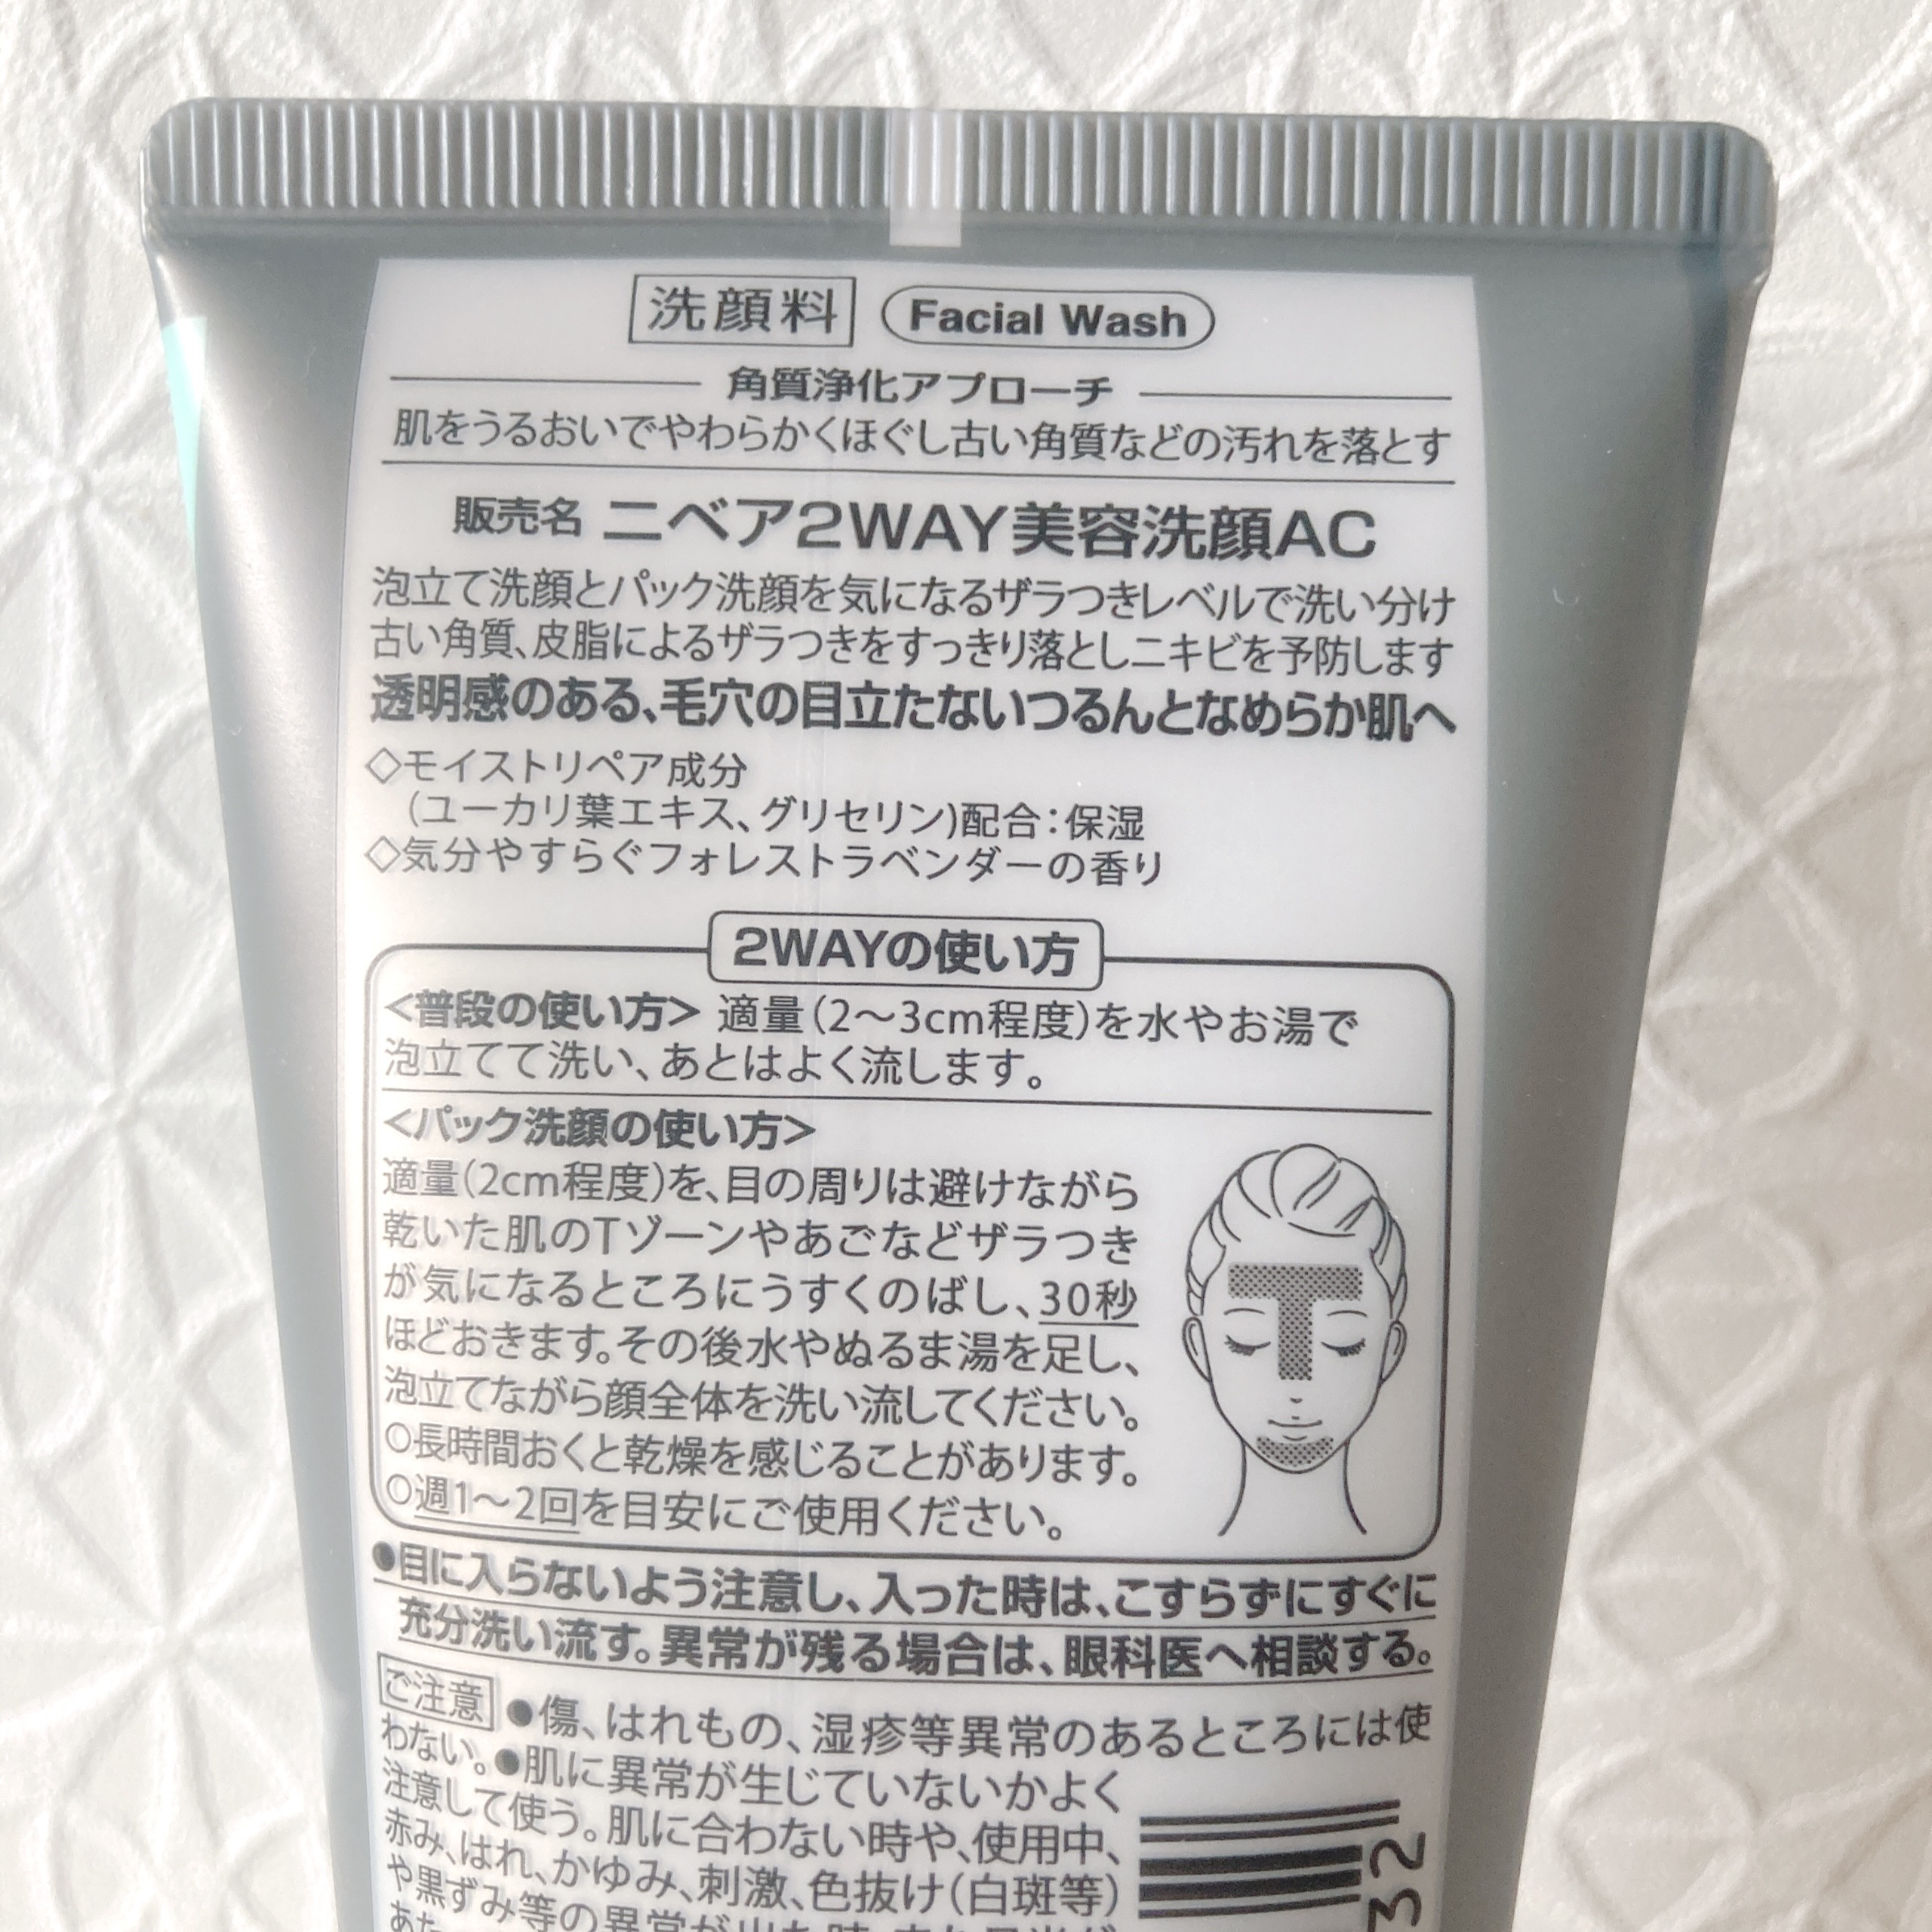 洗顔料 Facial Wash
角質浄化アプローチ
肌をうるおいでやわらかくほぐし古い角質などの汚れを落とす
販売名 ニベア2WAY美容洗顔AC
泡立て洗顔とパック洗顔を気になるザラつきレベルで洗い分け
古い角質、皮脂によるザラつきをすっきり落としニキビを予防します
透明感のある、毛穴の目立たないつるんとなめらか肌へ
◇モイストリペア成分
(ユーカリ葉エキス、グリセリン)配合：保湿
◇気分やすらぐフォレストラベンダーの香り
2WAYの使い方
<普段の使い方> 適量(2〜3cm程度)を水やお湯で
泡立てて洗い、あとはよく流します。
<パック洗顔の使い方>
適量(2cm程度)を、目の周りは避けながら
乾いた肌のTゾーンやあごなどザラつき
が気になるところにうすくのばし、30秒
ほどおきます。その後水やぬるま湯を足し、
泡立てながら顔全体を洗い流してください。
○長時間おくと乾燥を感じることがあります。
○週1〜2回を目安にご使用ください。
●目に入らないよう注意し、入った時は、こすらずにすぐに
充分洗い流す。異常が残る場合は、眼科医へ相談する。
ご注意 ●傷、はれもの、湿疹等異常のあるところには使
わない。●肌に異常が生じていないかよく
注意して使う。肌に合わない時や、使用中、
赤み、はれ、かゆみ、刺激、色抜け(白斑等)
や黒ずみ等の異常が出た時、
32